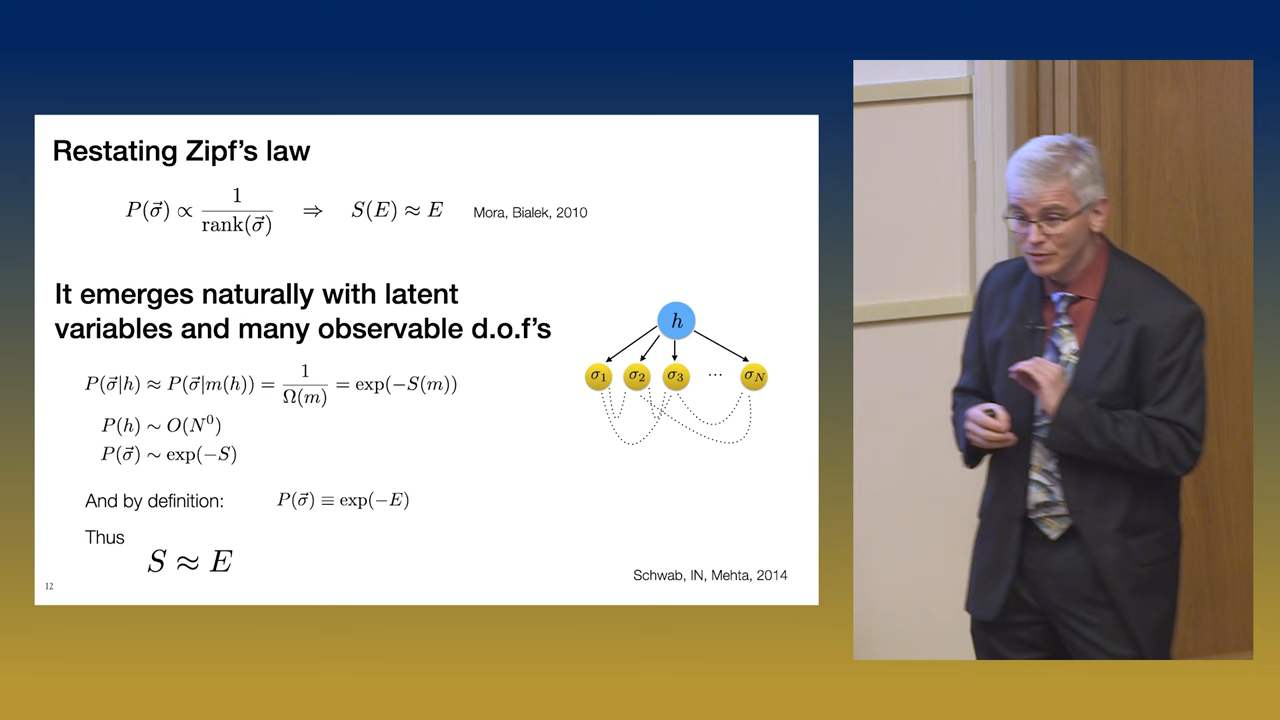 Restating Zipf's law
P(σ⃗) ∝ 1/rank(σ⃗) ⇒ S(E) ≈ E Mora, Bialek, 2010
It emerges naturally with latent
variables and many observable d.o.f's
h
σ₁ σ₂ σ₃ ··· σ_N
P(σ⃗|h) ≈ P(σ⃗|m(h)) = 1/Ω(m) = exp(−S(m))
P(h) ∼ O(N⁰)
P(σ⃗) ∼ exp(−S)
And by definition: P(σ⃗) ≡ exp(−E)
Thus
S ≈ E
Schwab, IN, Mehta, 2014
12